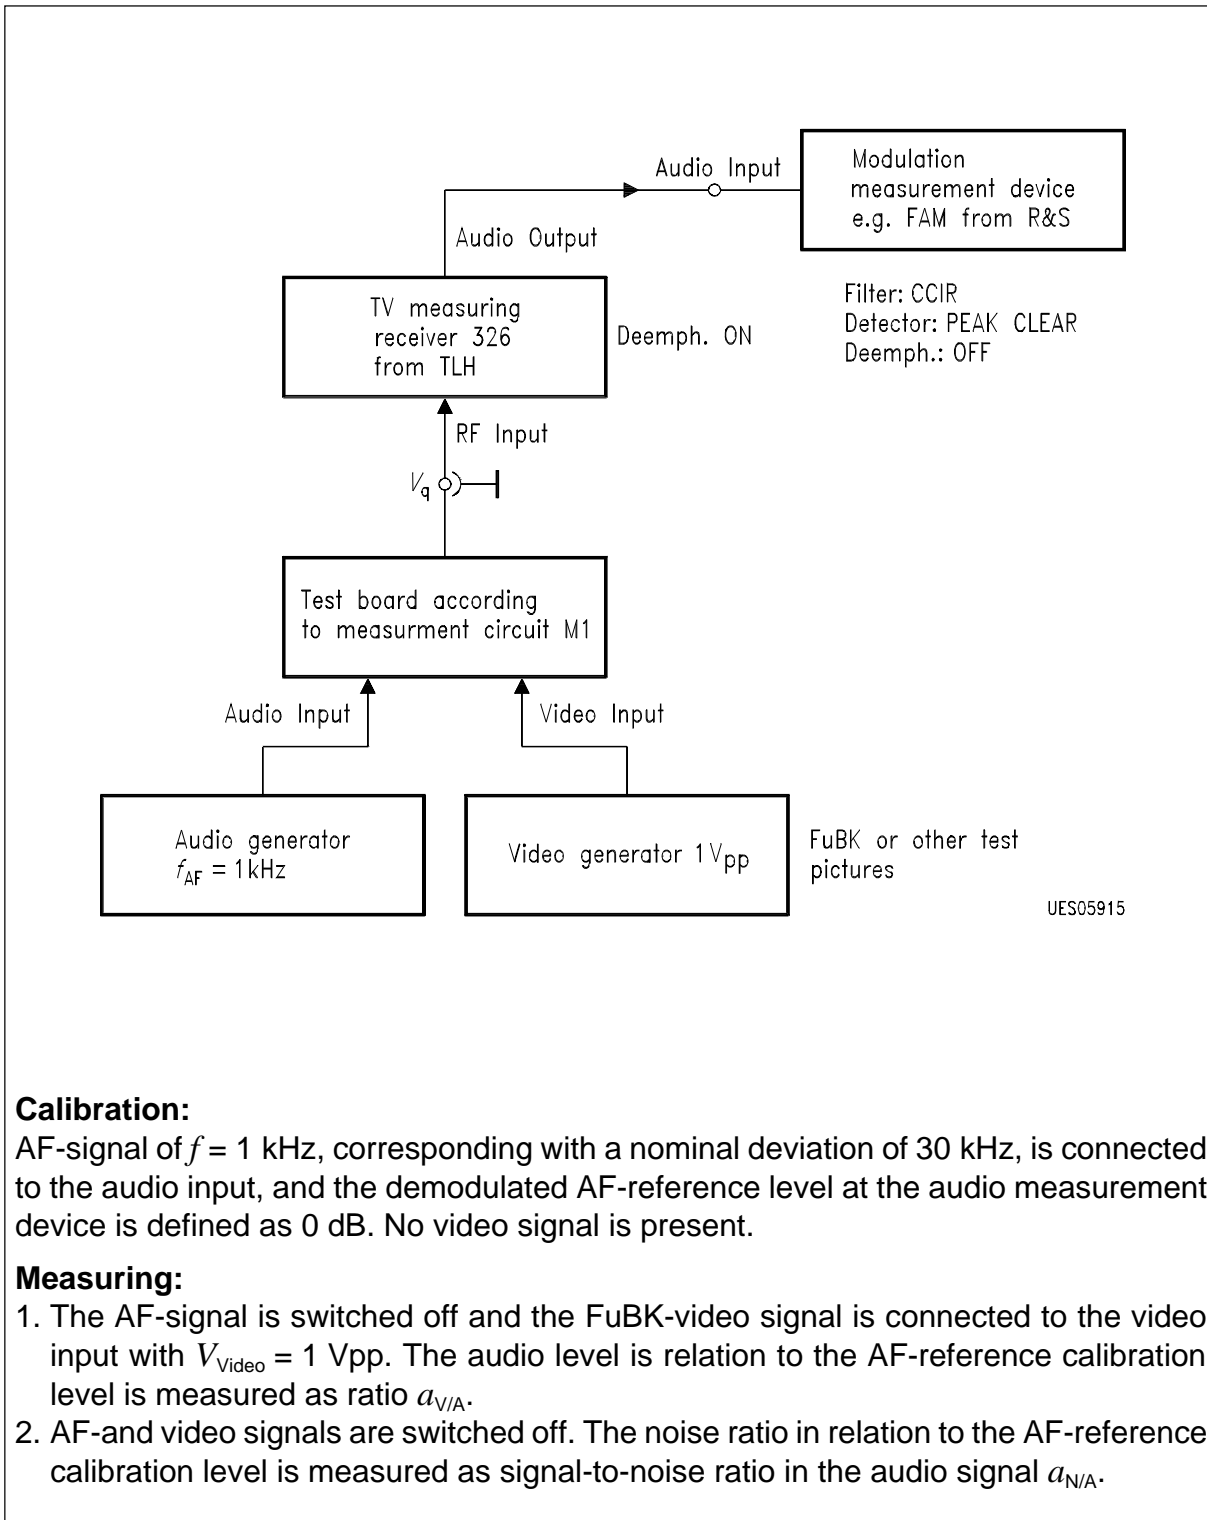 Modulation
measurement device
e.g. FAM from R&S
Audio Input
Audio Output
Filter: CCIR
Detector: PEAK CLEAR
Deemph.: OFF
TV measuring
receiver 326
from TLH
Deemph. ON
RF Input
Vq
Test board according
to measurment circuit M1
Audio Input
Video Input
Audio generator
fAF = 1kHz
Video generator 1Vpp
FuBK or other test
pictures
UES05915
Calibration:
AF-signal of f = 1 kHz, corresponding with a nominal deviation of 30 kHz, is connected
to the audio input, and the demodulated AF-reference level at the audio measurement
device is defined as 0 dB. No video signal is present.
Measuring:
1. The AF-signal is switched off and the FuBK-video signal is connected to the video
input with VVideo = 1 Vpp. The audio level is relation to the AF-reference calibration
level is measured as ratio aV/A.
2. AF-and video signals are switched off. The noise ratio in relation to the AF-reference
calibration level is measured as signal-to-noise ratio in the audio signal aN/A.